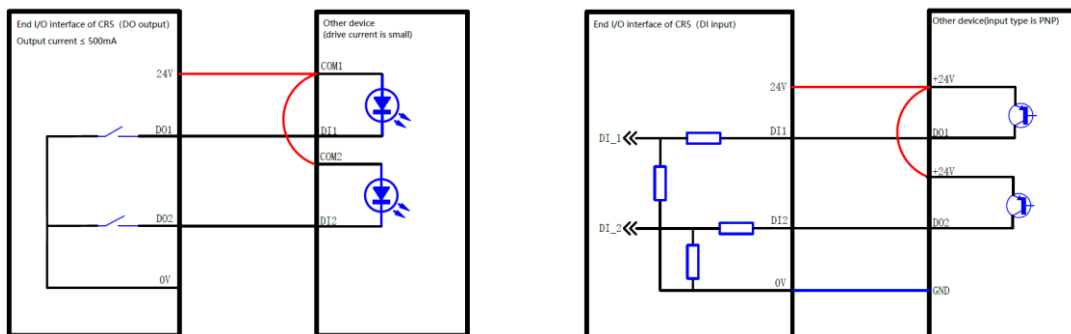 End I/O interface of CR5（DO output）
Output current ≤ 500mA
24V
DO1
DO2
0V
Other device
(drive current is small)
COM1
DI1
COM2
DI2
End I/O interface of CR5（DI input）
24V
DI_1
DI1
DI_2
DI2
0V
Other device(input type is PNP)
+24V
DO1
+24V
DO2
GND